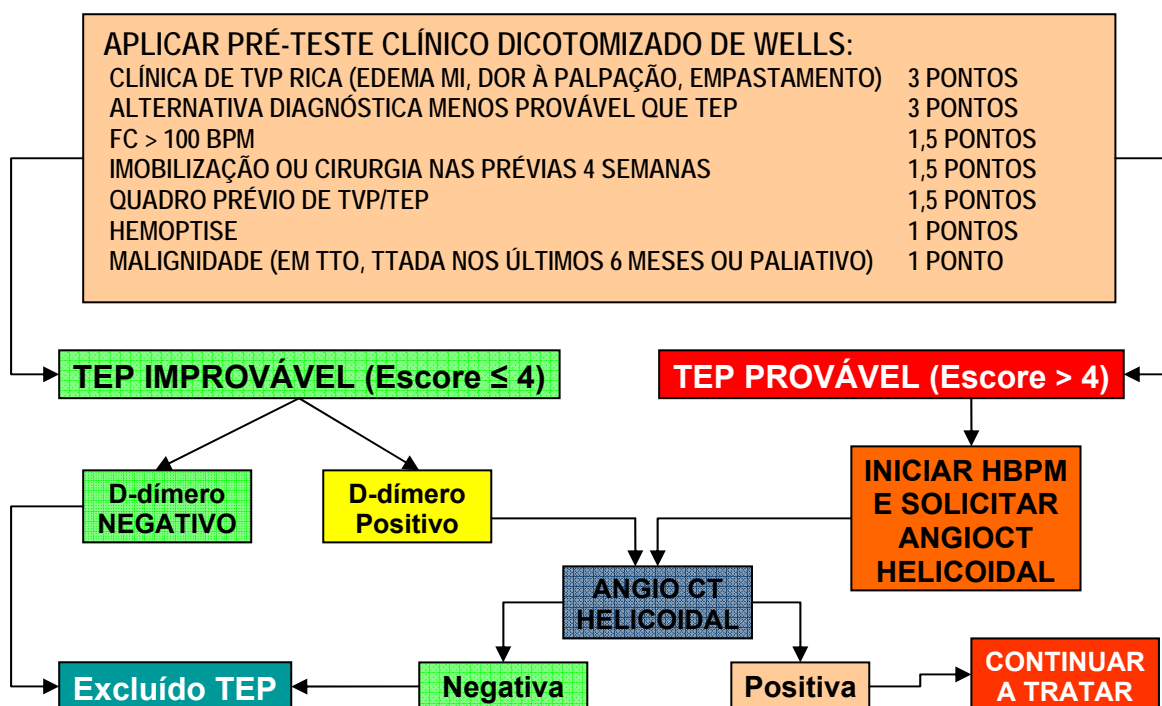 APLICAR PRÉ-TESTE CLÍNICO DICOTOMIZADO DE WELLS:
CLÍNICA DE TVP RICA (EDEMA MI, DOR À PALPAÇÃO, EMPASTAMENTO) 3 PONTOS
ALTERNATIVA DIAGNÓSTICA MENOS PROVÁVEL QUE TEP 3 PONTOS
FC > 100 BPM 1,5 PONTOS
IMOBILIZAÇÃO OU CIRURGIA NAS PRÉVIAS 4 SEMANAS 1,5 PONTOS
QUADRO PRÉVIO DE TVP/TEP 1,5 PONTOS
HEMOPTISE 1 PONTOS
MALIGNIDADE (EM TTO, TTADA NOS ÚLTIMOS 6 MESES OU PALIATIVO) 1 PONTO
TEP IMPROVÁVEL (Escore ≤ 4)
TEP PROVÁVEL (Escore > 4)
D-dímero
NEGATIVO
D-dímero
Positivo
INICIAR HBPM
E SOLICITAR
ANGIOCT
HELICOIDAL
ANGIO CT
HELICOIDAL
Excluído TEP
Negativa
Positiva
CONTINUAR
A TRATAR